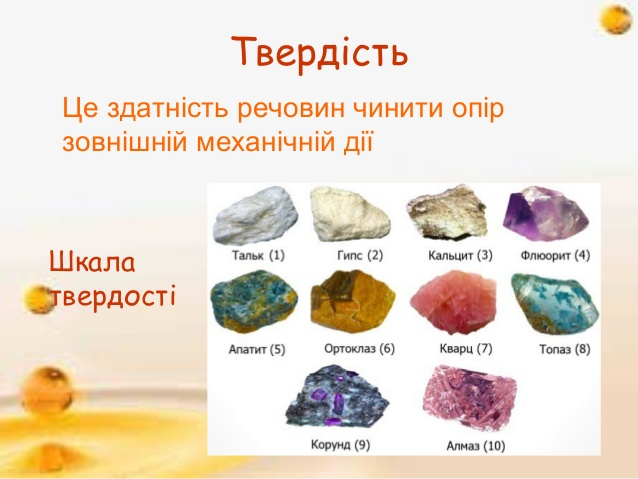 Твердість
Це здатність речовин чинити опір
зовнішній механічній дії
Шкала
твердості
Тальк (1) Гипс (2) Кальцит (3) Флюорит (4)
Апатит (5) Ортоклаз (6) Кварц (7) Топаз (8)
Корунд (9) Алмаз (10)